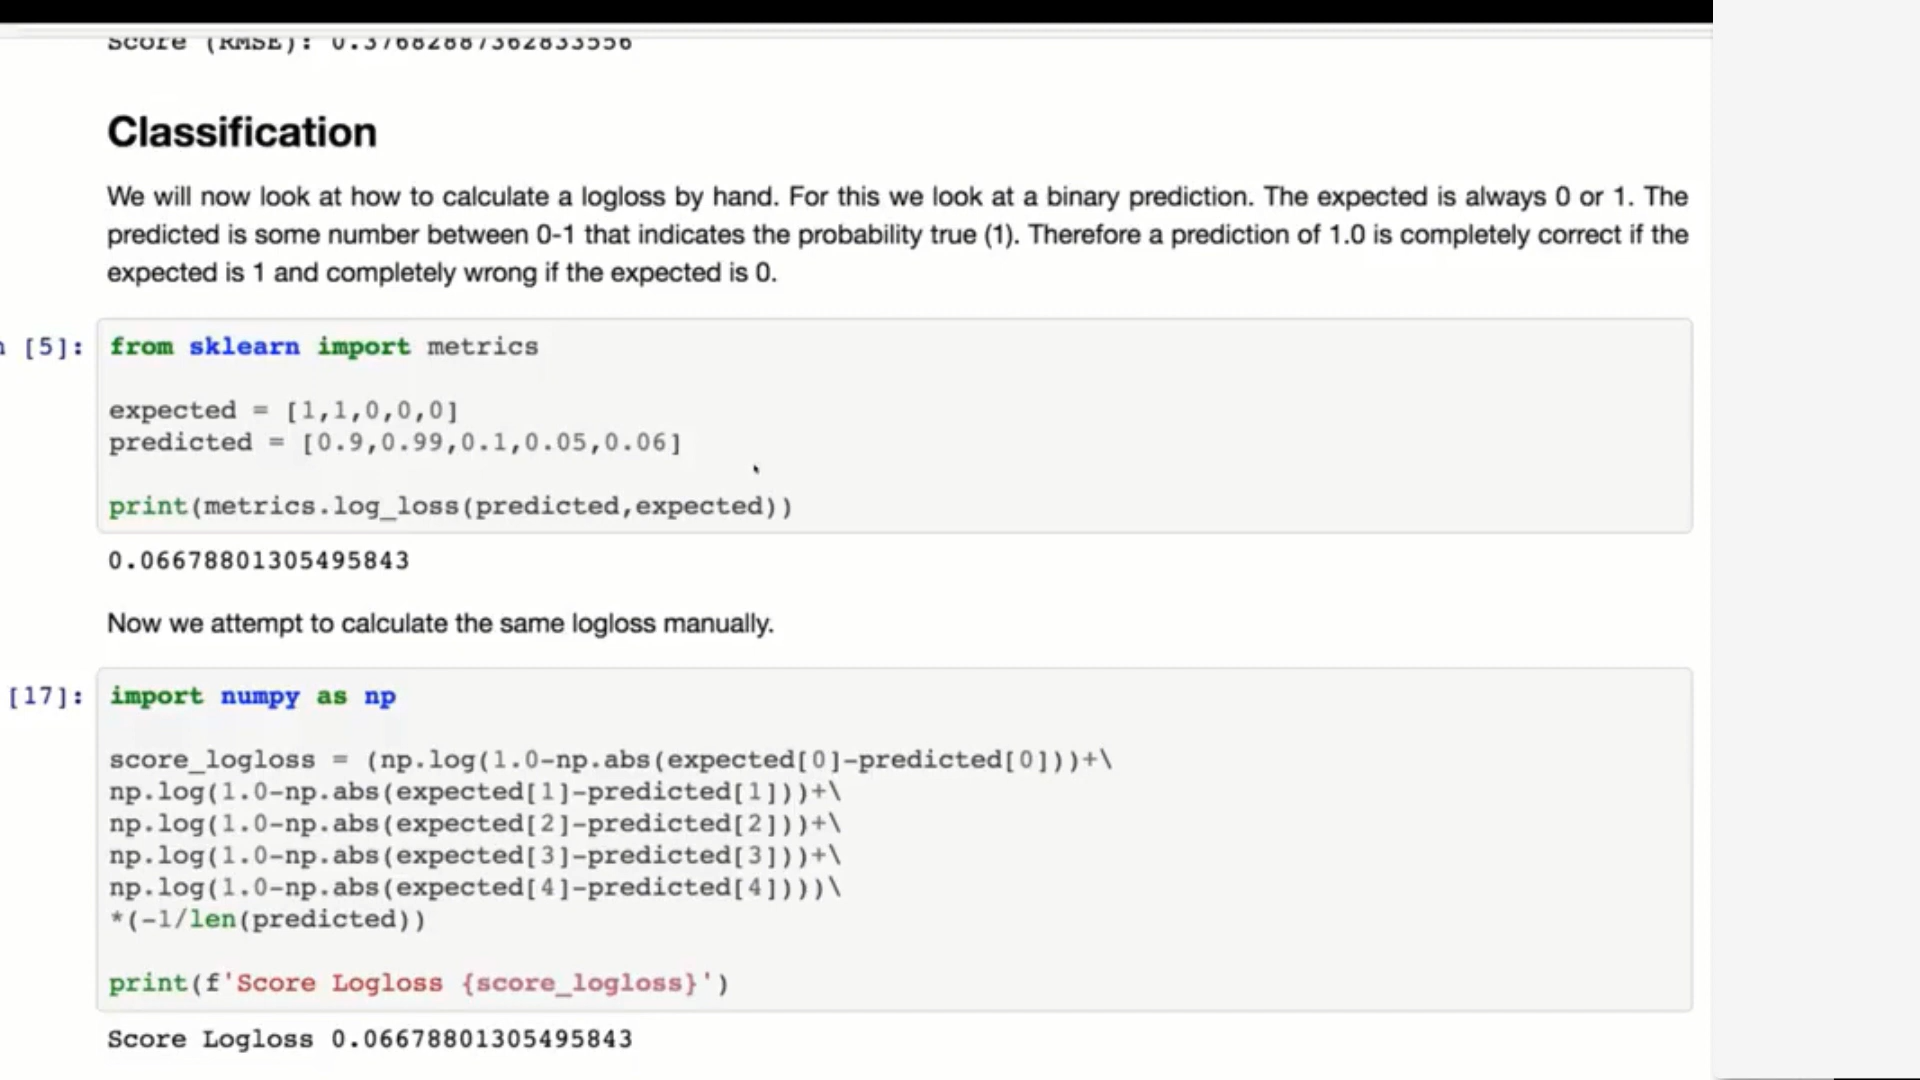 Score (RMSE): 0.37682887362833556
Classification
We will now look at how to calculate a logloss by hand. For this we look at a binary prediction. The expected is always 0 or 1. The
predicted is some number between 0-1 that indicates the probability true (1). Therefore a prediction of 1.0 is completely correct if the
expected is 1 and completely wrong if the expected is 0.
[5]: from sklearn import metrics
expected = [1,1,0,0,0]
predicted = [0.9,0.99,0.1,0.05,0.06]
print(metrics.log_loss(predicted,expected))
0.06678801305495843
Now we attempt to calculate the same logloss manually.
[17]: import numpy as np
score_logloss = (np.log(1.0-np.abs(expected[0]-predicted[0]))+\
np.log(1.0-np.abs(expected[1]-predicted[1]))+\
np.log(1.0-np.abs(expected[2]-predicted[2]))+\
np.log(1.0-np.abs(expected[3]-predicted[3]))+\
np.log(1.0-np.abs(expected[4]-predicted[4])))\
*(-1/len(predicted))
print(f'Score Logloss {score_logloss}')
Score Logloss 0.06678801305495843